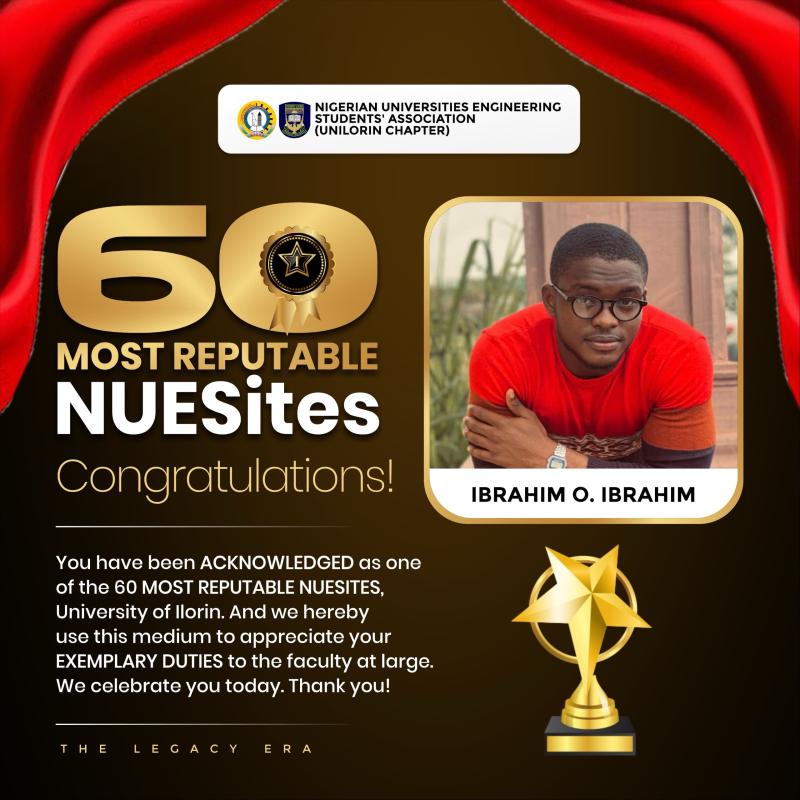 NIGERIAN UNIVERSITIES ENGINEERING
STUDENTS' ASSOCIATION
(UNILORIN CHAPTER)
60
1
MOST REPUTABLE
NUESites
Congratulations!
IBRAHIM O. IBRAHIM
You have been ACKNOWLEDGED as one
of the 60 MOST REPUTABLE NUESITES,
University of Ilorin. And we hereby
use this medium to appreciate your
EXEMPLARY DUTIES to the faculty at large.
We celebrate you today. Thank you!
THE LEGACY ERA